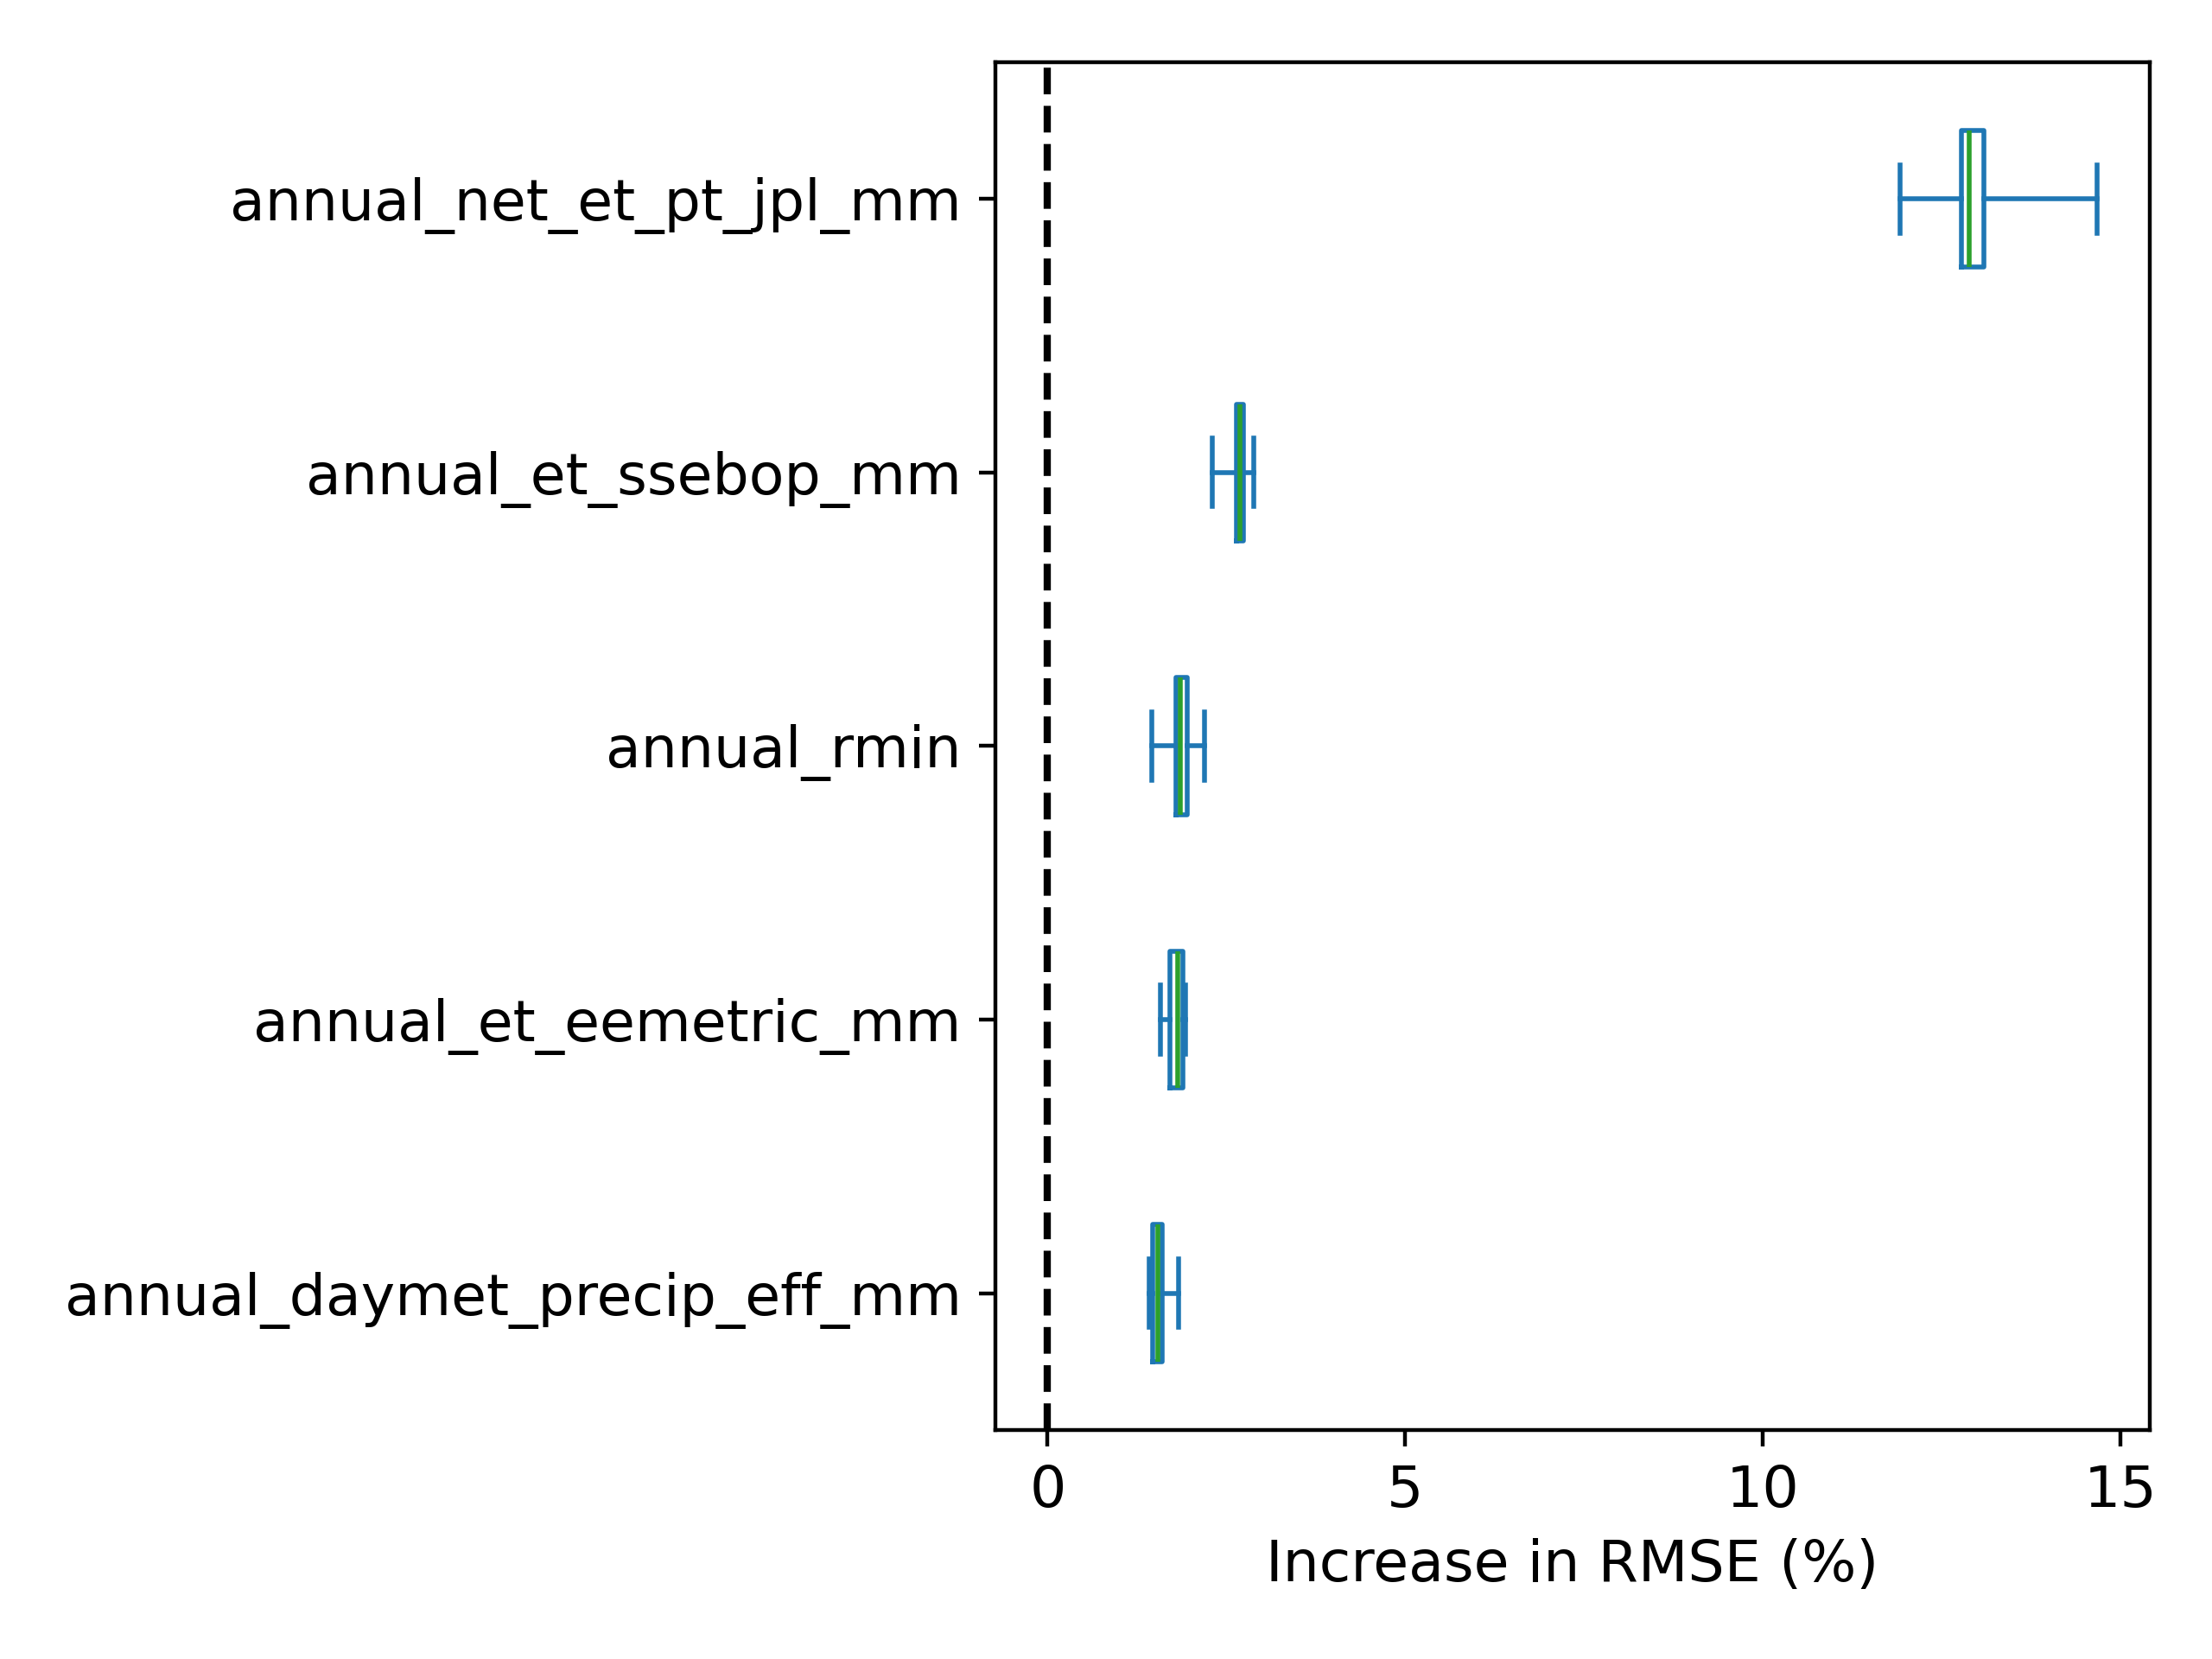 annual_net_et_pt_jpl_mm
annual_et_ssebop_mm
annual_rmin
annual_et_eemetric_mm
annual_daymet_precip_eff_mm
0 5 10 15
Increase in RMSE (%)